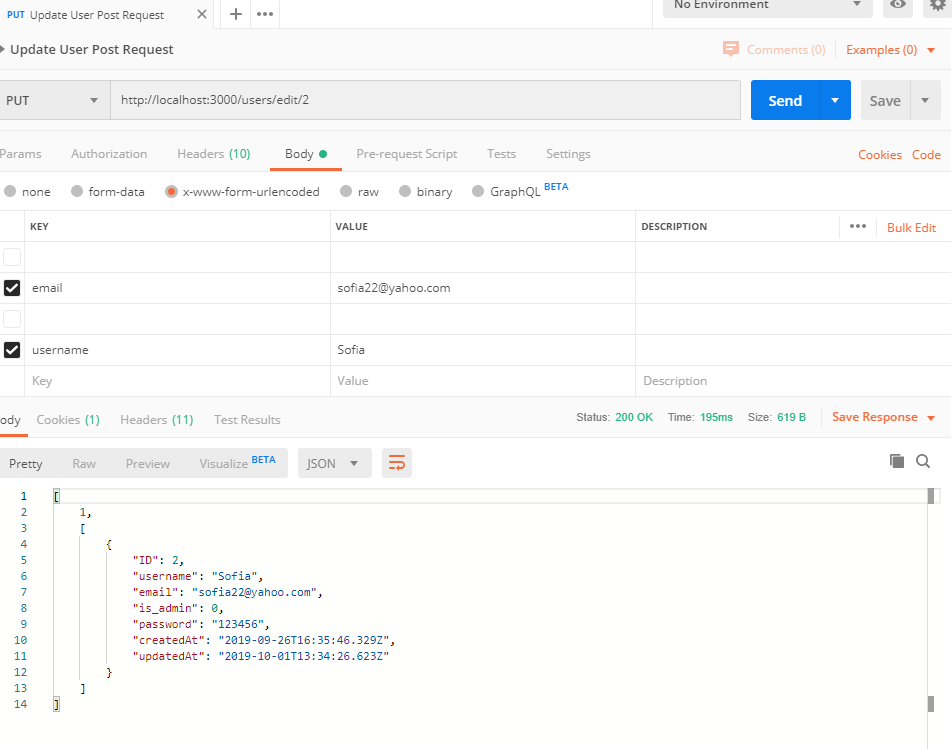 PUT Update User Post Request
No Environment
Update User Post Request Comments (0) Examples (0)
PUT http://localhost:3000/users/edit/2 Send Save
Params Authorization Headers (10) Body Pre-request Script Tests Settings Cookies Code
none form-data x-www-form-urlencoded raw binary GraphQL BETA
KEY VALUE DESCRIPTION Bulk Edit
email sofia22@yahoo.com
username Sofia
Key Value Description
ody Cookies (1) Headers (11) Test Results Status: 200 OK Time: 195ms Size: 619 B Save Response
Pretty Raw Preview Visualize BETA JSON
1 [
2 1,
3 [
4 {
5 "ID": 2,
6 "username": "Sofia",
7 "email": "sofia22@yahoo.com",
8 "is_admin": 0,
9 "password": "123456",
10 "createdAt": "2019-09-26T16:35:46.329Z",
11 "updatedAt": "2019-10-01T13:34:26.623Z"
12 }
13 ]
14 ]